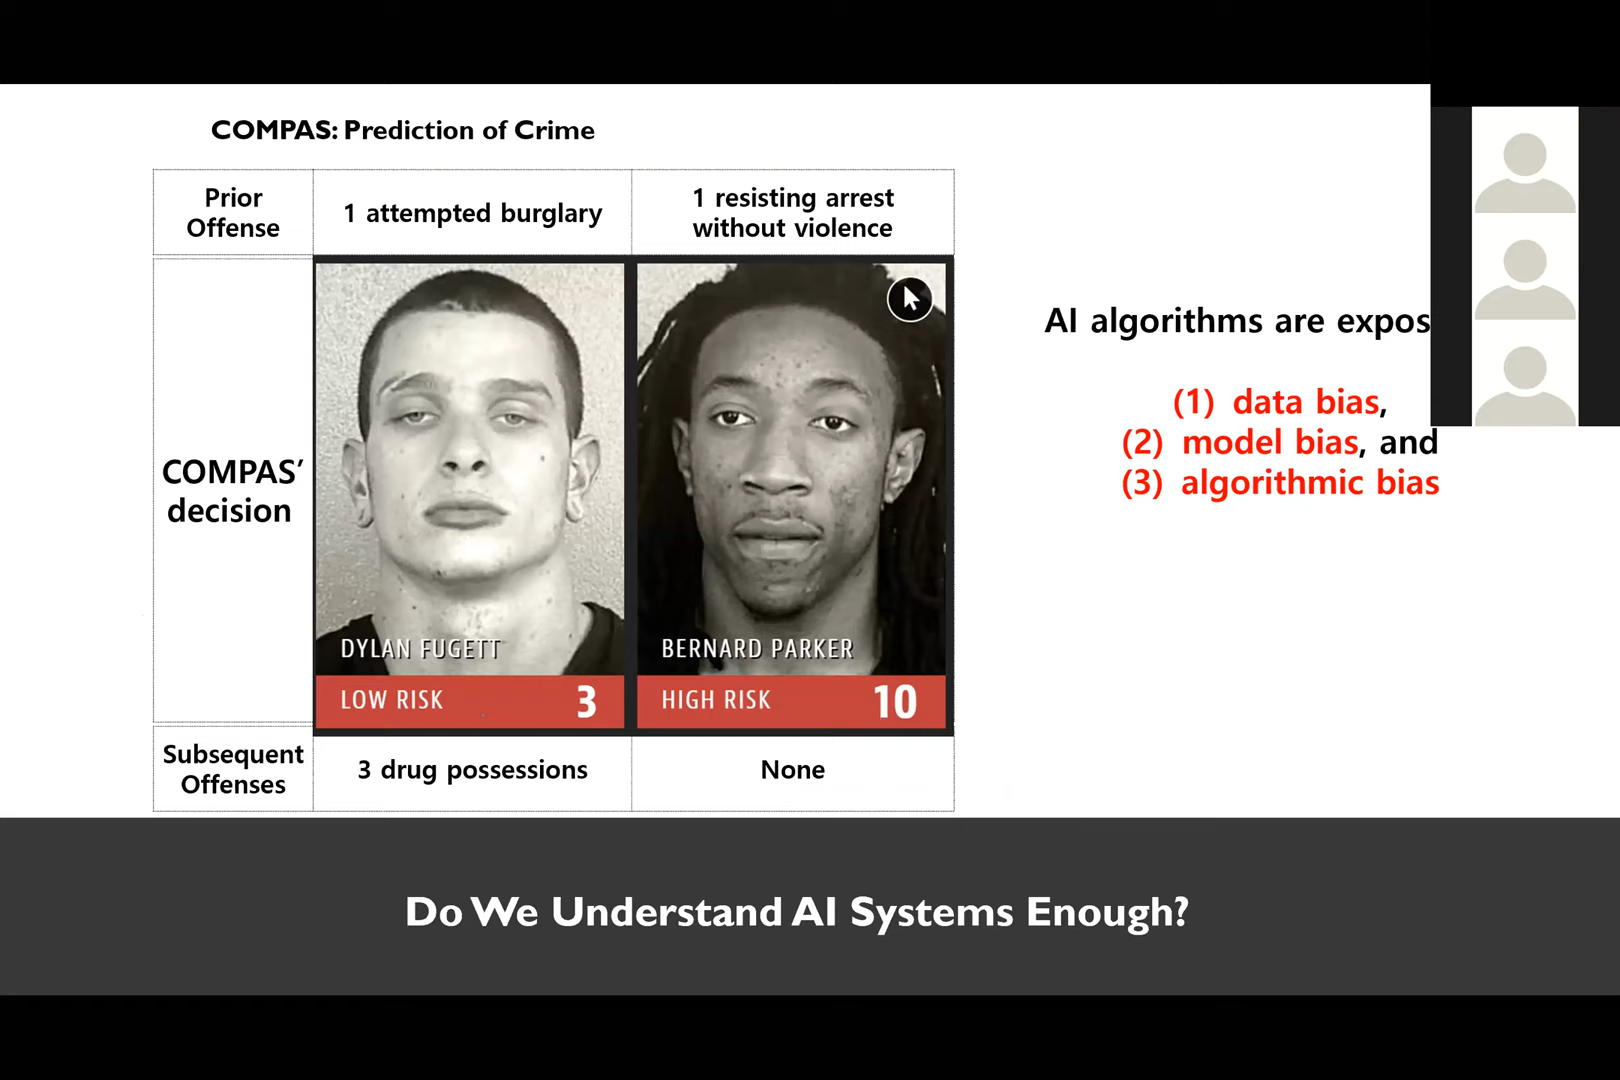 COMPAS: Prediction of Crime
Prior
Offense
1 attempted burglary
1 resisting arrest
without violence
COMPAS’
decision
DYLAN FUGETT
LOW RISK 3
BERNARD PARKER
HIGH RISK 10
Subsequent
Offenses
3 drug possessions
None
AI algorithms are expos
(1) data bias,
(2) model bias, and
(3) algorithmic bias
Do We Understand AI Systems Enough?